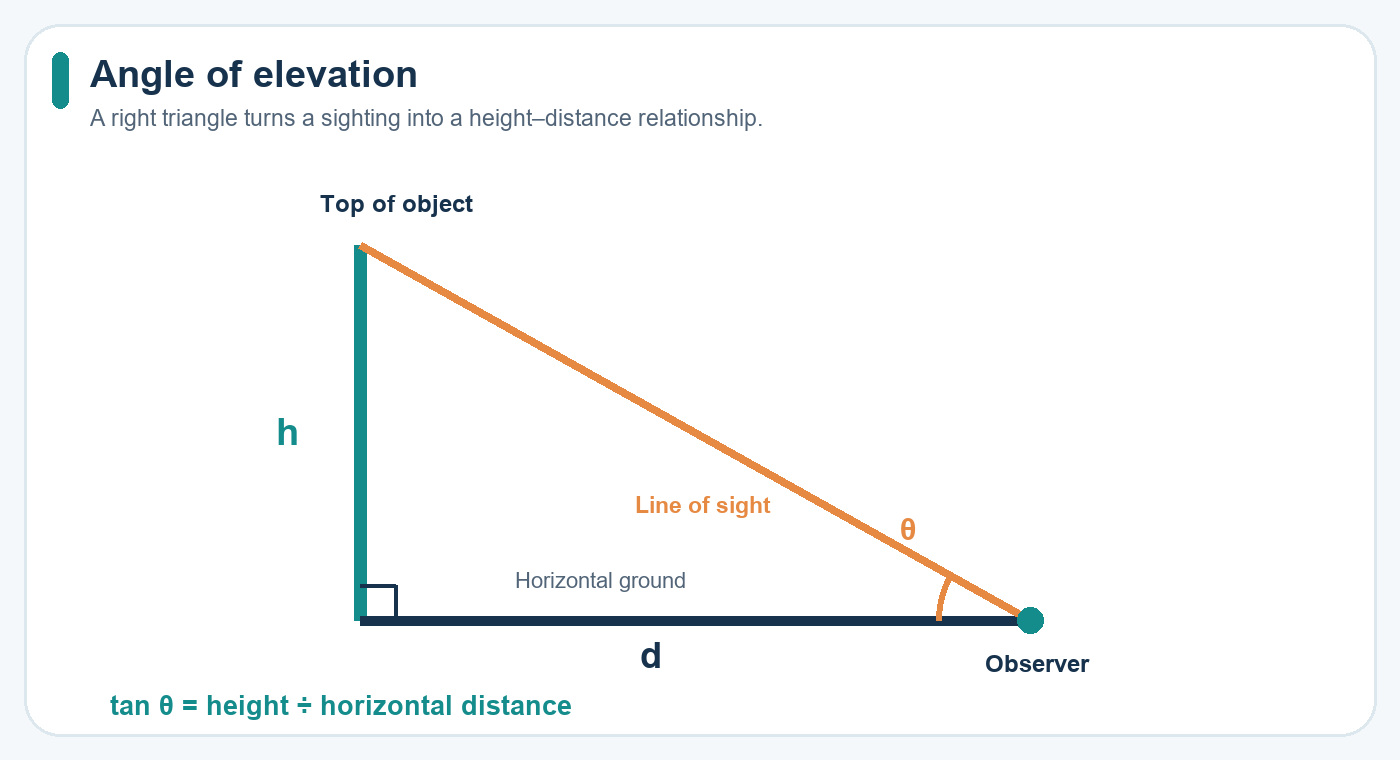 Angle of elevation
A right triangle turns a sighting into a height–distance relationship.
Top of object
h
Line of sight
θ
Horizontal ground
d
Observer
tan θ = height ÷ horizontal distance